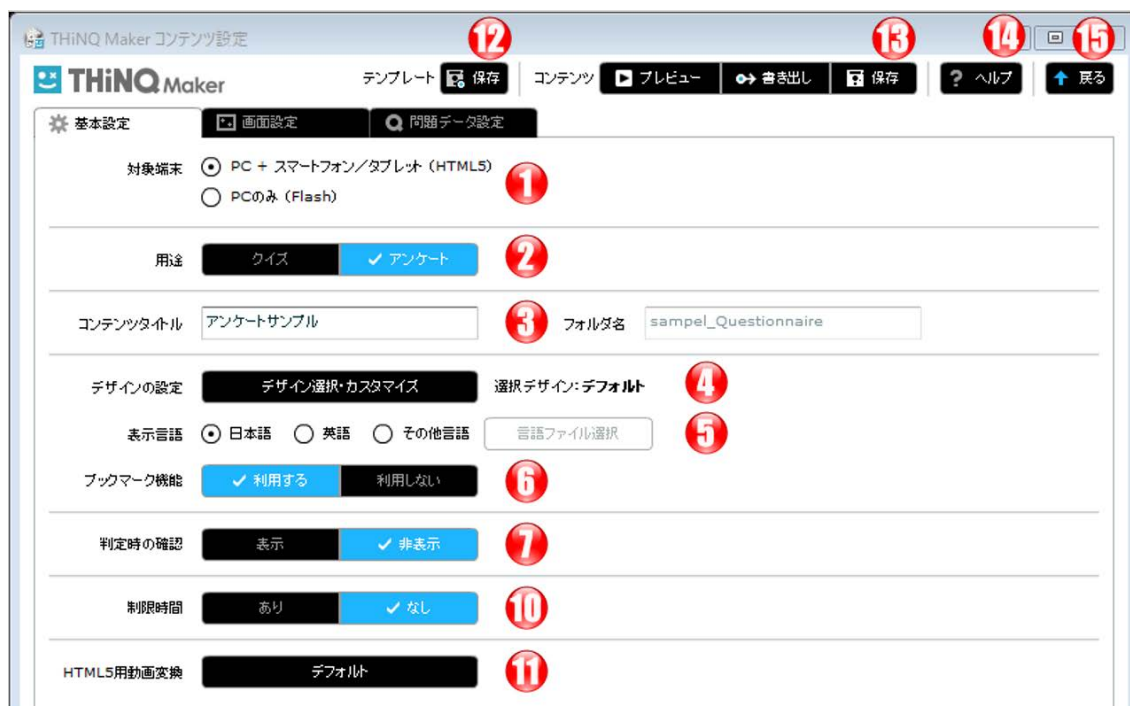 THiNQ Maker コンテンツ設定
12
13
14
15
THiNQ Maker
テンプレート 保存 コンテンツ プレビュー 書き出し 保存 ? ヘルプ 戻る
基本設定 画面設定 問題データ設定
対象端末 PC + スマートフォン/タブレット (HTML5)
PCのみ (Flash)
1
用途 クイズ アンケート 2
コンテンツタイトル アンケートサンプル 3 フォルダ名 sampel_Questionnaire
デザインの設定 デザイン選択・カスタマイズ 選択デザイン:デフォルト 4
表示言語 日本語 英語 その他言語 言語ファイル選択 5
ブックマーク機能 利用する 利用しない 6
判定時の確認 表示 非表示 7
制限時間 あり なし 10
HTML5用動画変換 デフォルト 11